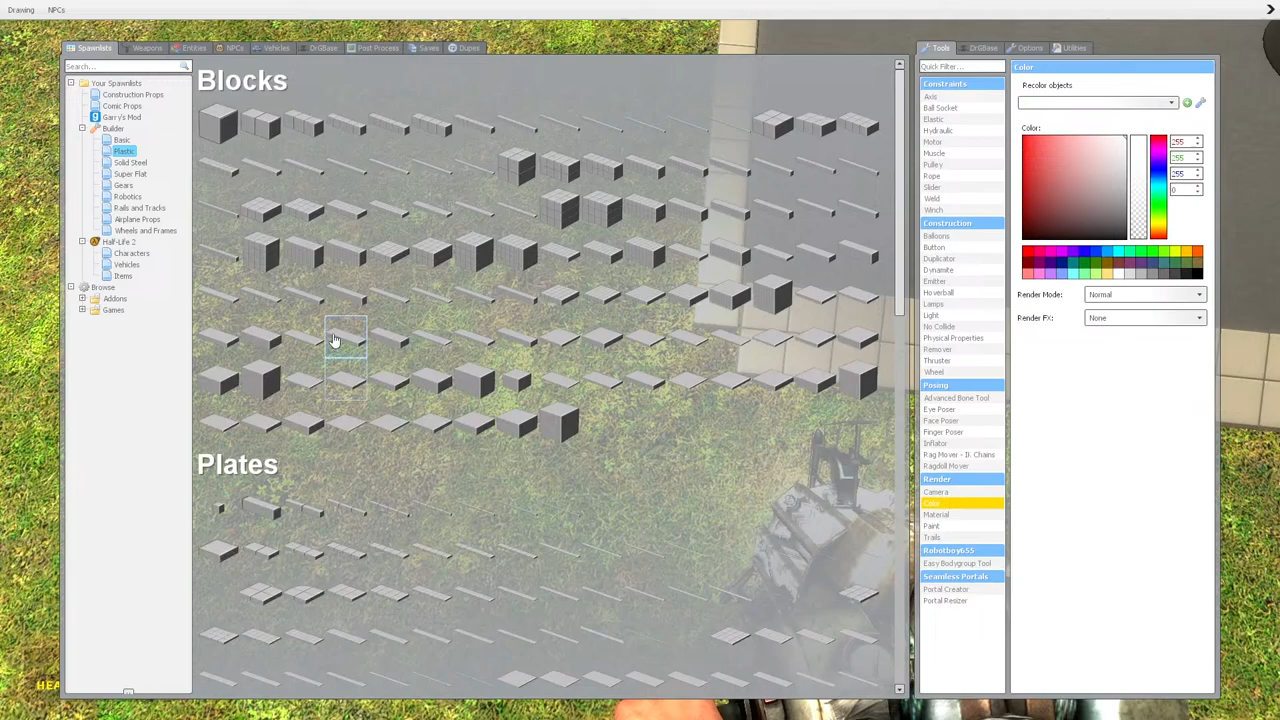 Drawing NPCs
Spawnlists Weapons Entities NPCs Vehicles DrGBase Post Process Saves Dupes
Search...
Your Spawnlists
Construction Props
Comic Props
Garry's Mod
Builder
Basic
Plastic
Solid Steel
Super Flat
Gears
Robotics
Rails and Tracks
Airplane Props
Wheels and Frames
Half-Life 2
Characters
Vehicles
Items
Browse
Addons
Games
Blocks
Plates
HEA
Tools DrGBase Options Utilities
Quick Filter...
Constraints
Axis
Ball Socket
Elastic
Hydraulic
Motor
Muscle
Pulley
Rope
Slider
Weld
Winch
Construction
Balloons
Button
Duplicator
Dynamite
Emitter
Hoverball
Lamps
Light
No Collide
Physical Properties
Remover
Thruster
Wheel
Posing
Advanced Bone Tool
Eye Poser
Face Poser
Finger Poser
Inflator
Rag Mover - D. Chains
Ragdoll Mover
Render
Camera
Color
Material
Paint
Trails
Robotboy655
Easy Bodygroup Tool
Seamless Portals
Portal Creator
Portal Resizer
Color
Recolor objects
Color:
255
255
255
0
Render Mode: Normal
Render FX: None